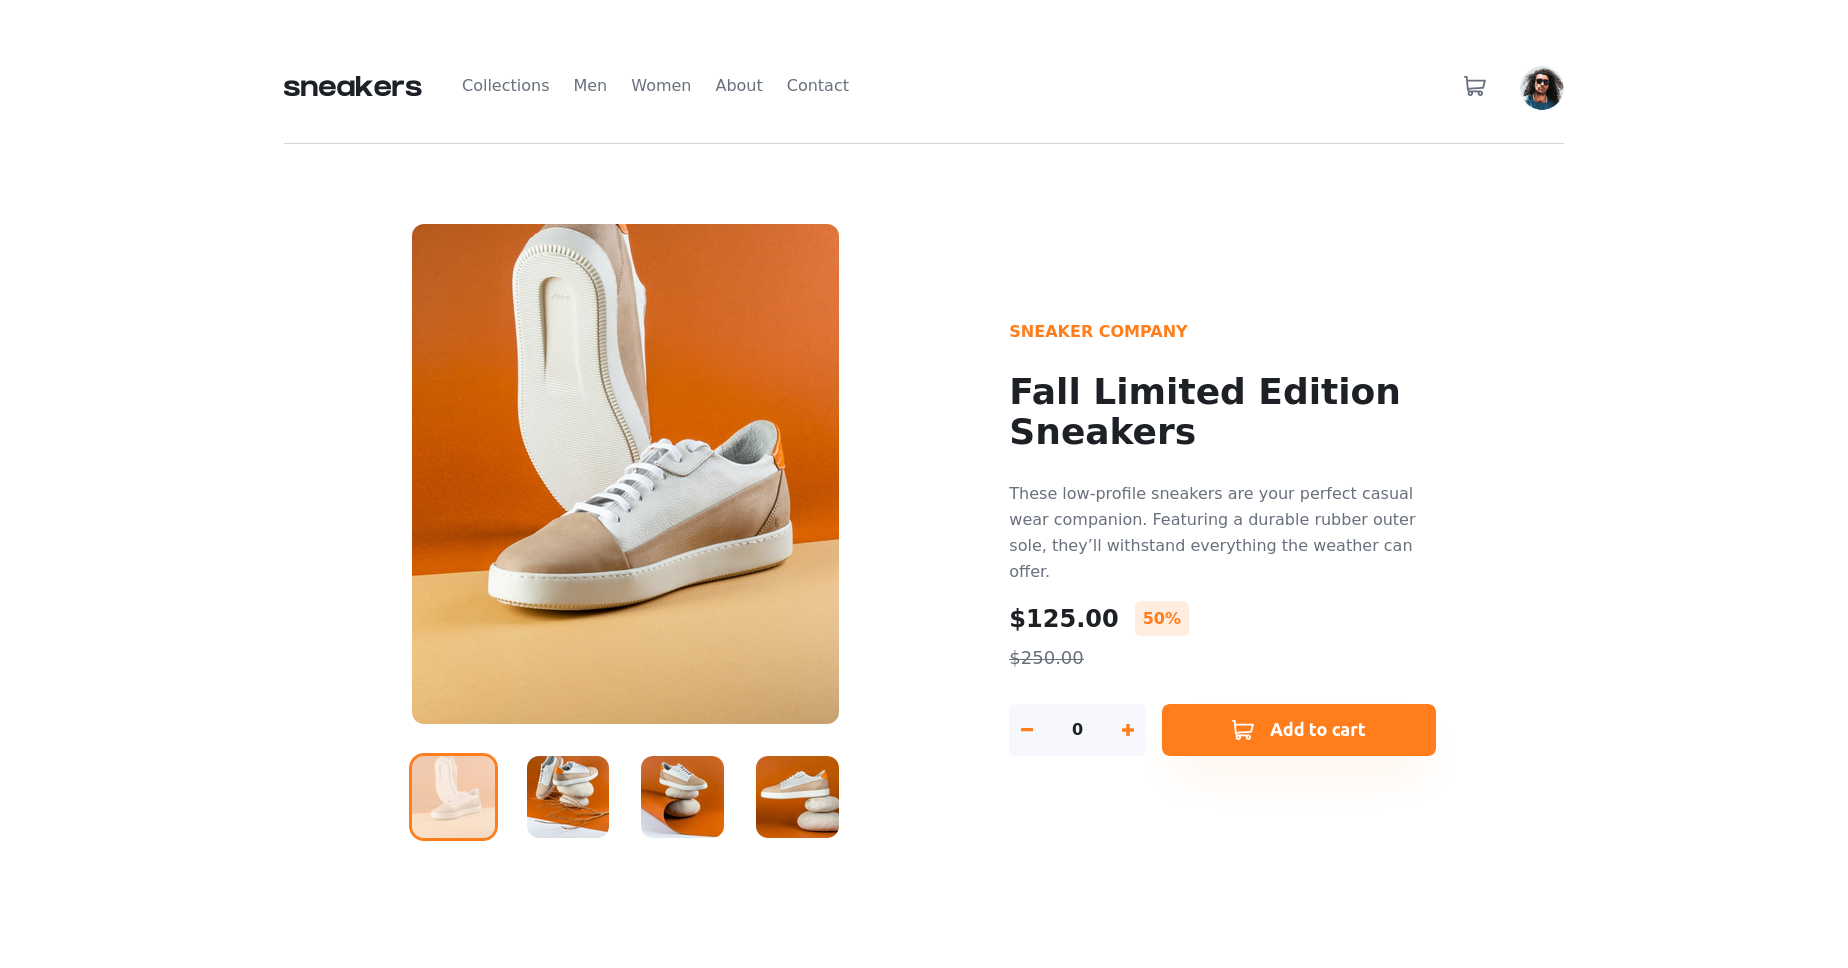 sneakers
Collections Men Women About Contact
SNEAKER COMPANY
Fall Limited Edition
Sneakers
These low-profile sneakers are your perfect casual
wear companion. Featuring a durable rubber outer
sole, they’ll withstand everything the weather can
offer.
$125.00 50%
$250.00
0 Add to cart